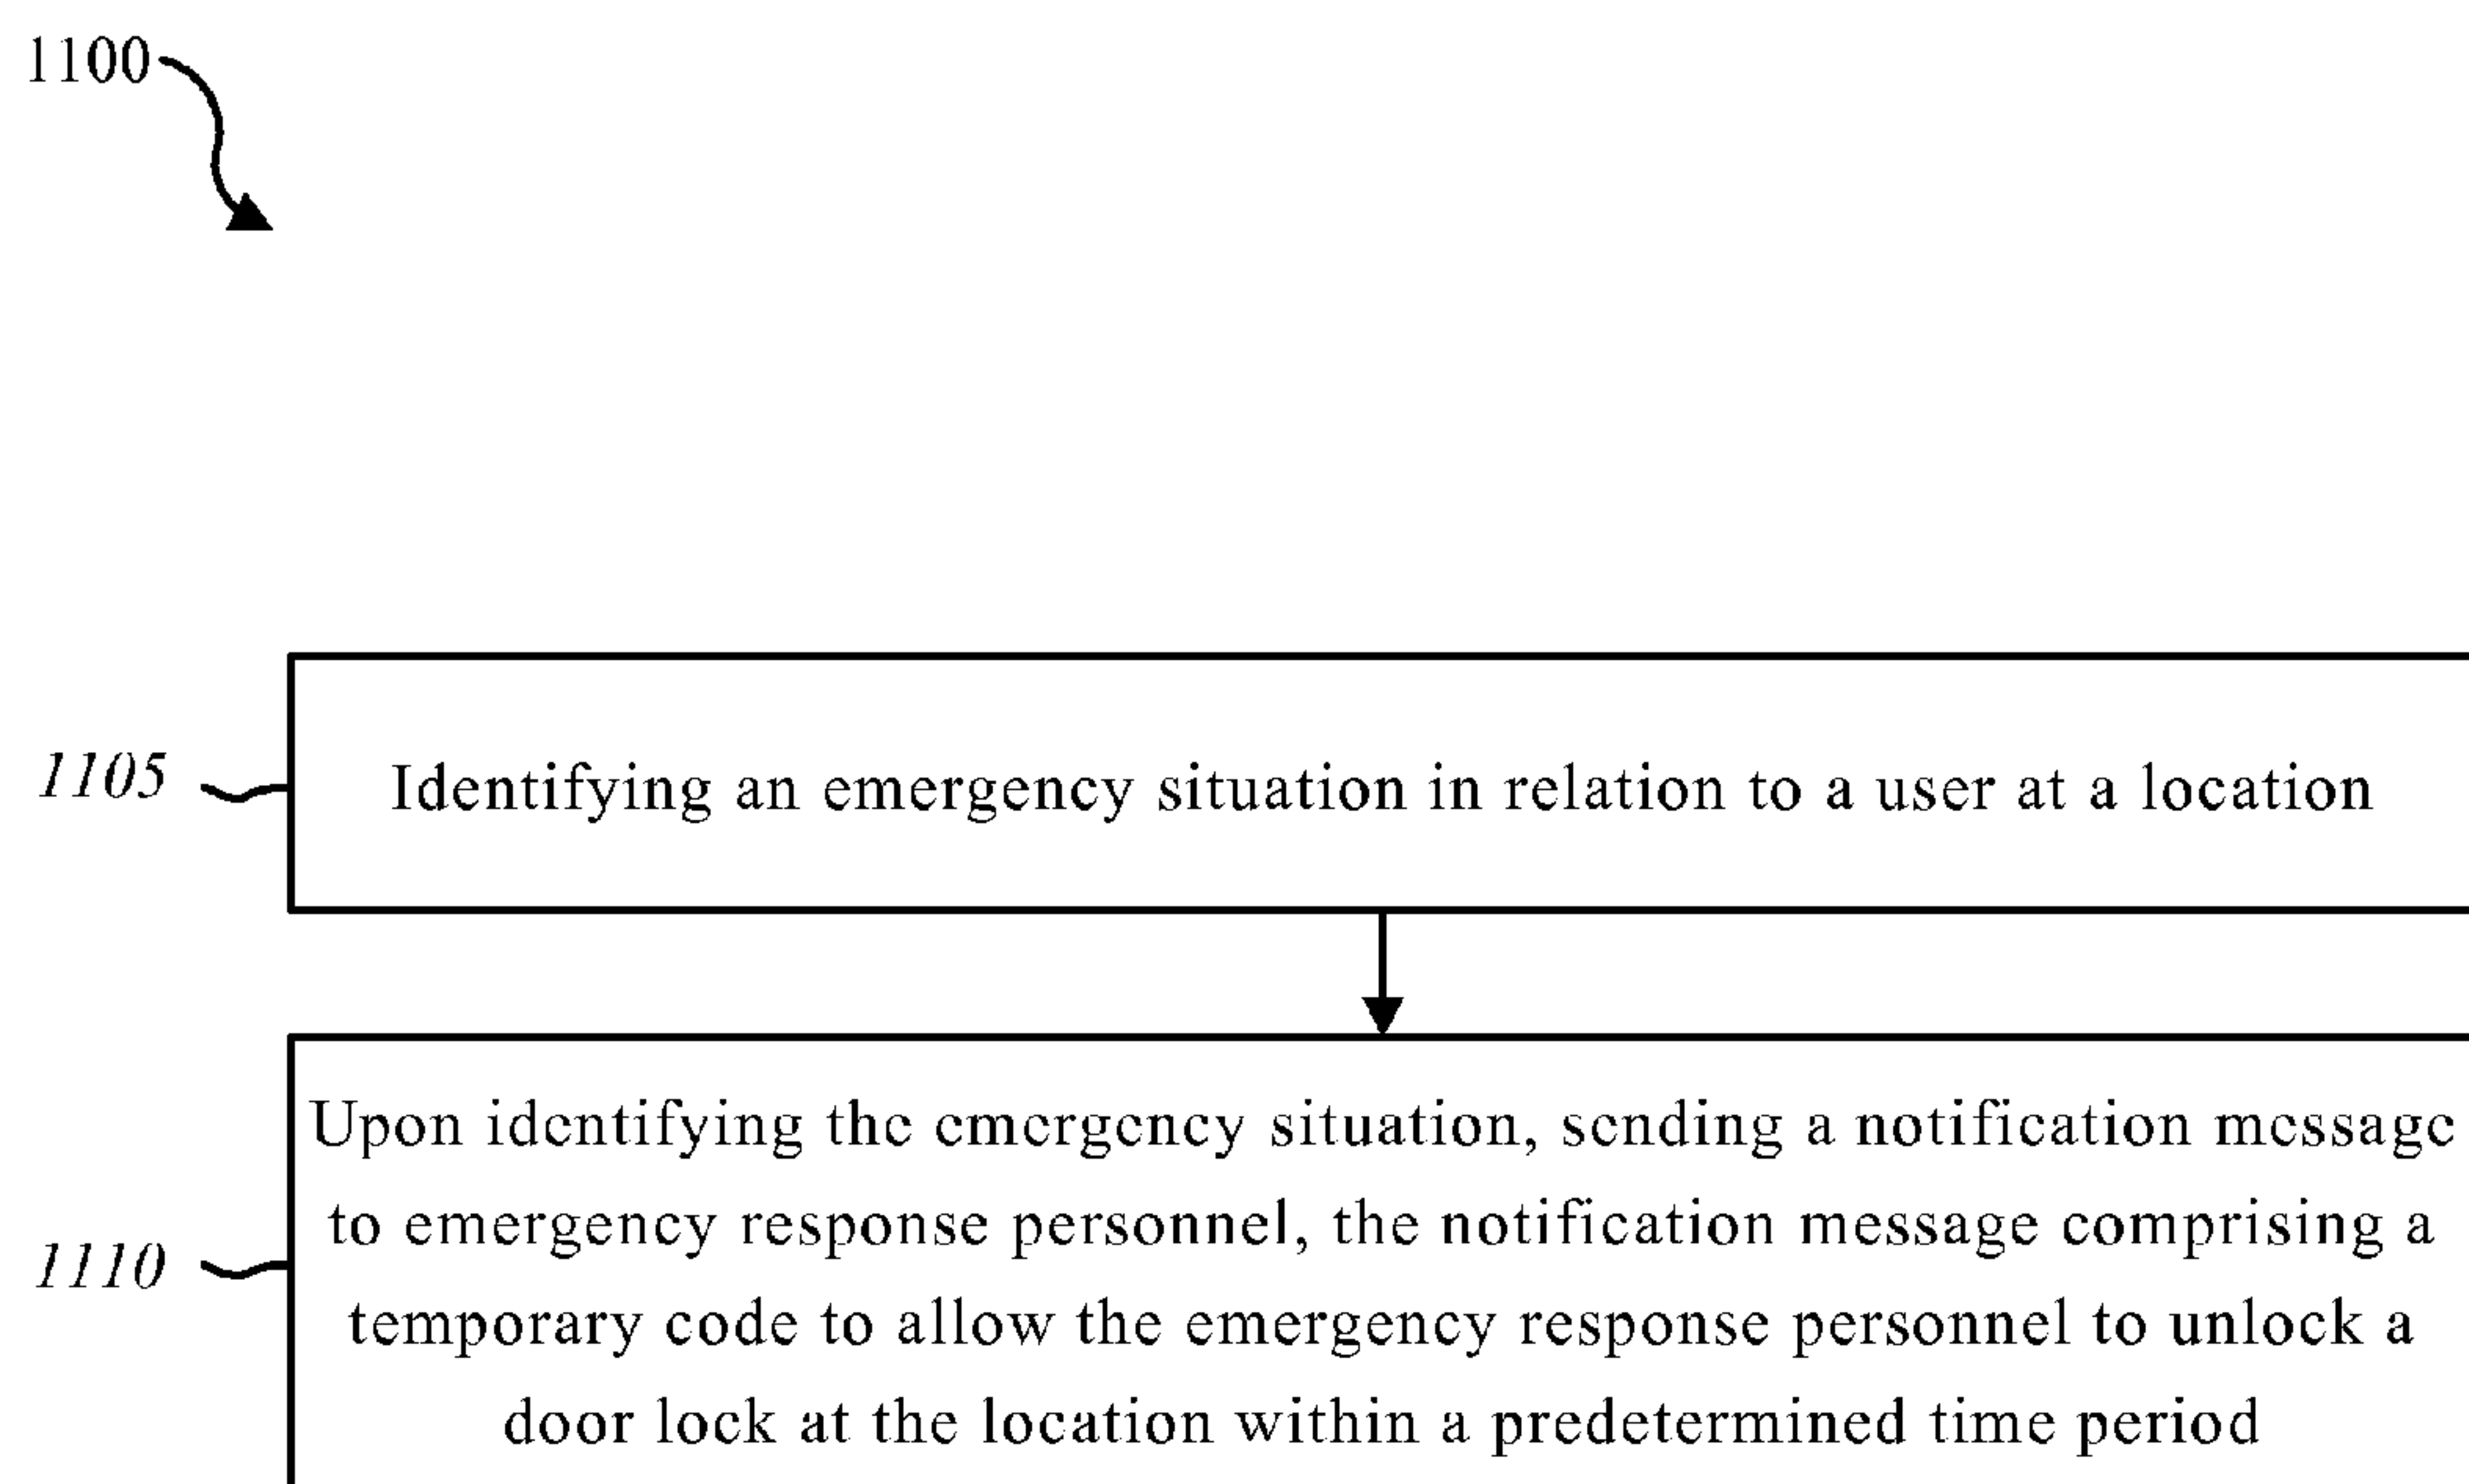 1100
1105
Identifying an emergency situation in relation to a user at a location
Upon identifying the emergency situation, sending a notification message
to emergency response personnel, the notification message comprising a
1110
temporary code to allow the emergency response personnel to unlock a
door lock at the location within a predetermined time period